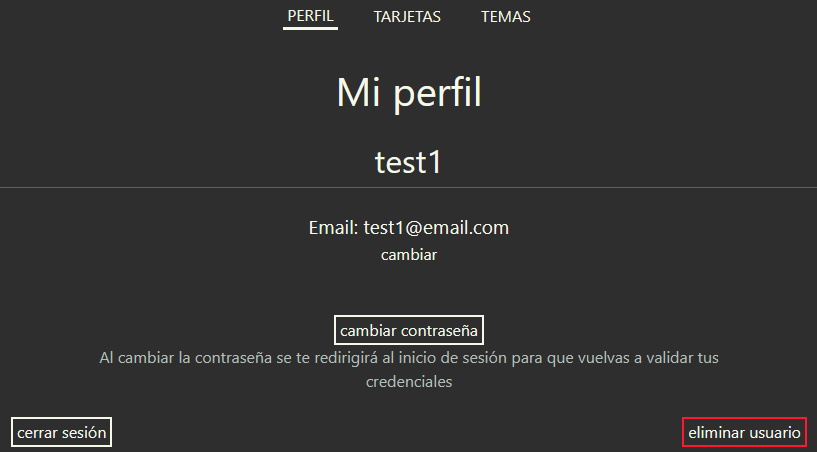 PERFIL TARJETAS TEMAS
Mi perfil
test1
Email: test1@email.com
cambiar
cambiar contraseña
Al cambiar la contraseña se te redirigirá al inicio de sesión para que vuelvas a validar tus
credenciales
cerrar sesión eliminar usuario